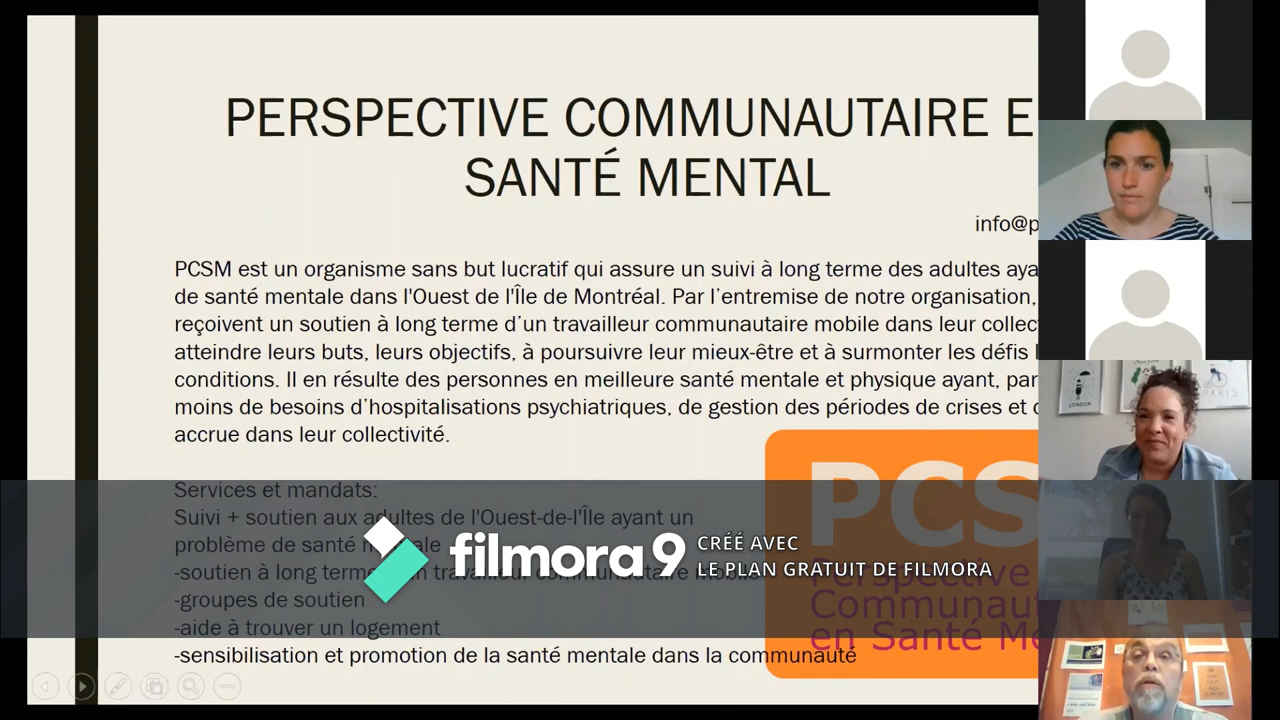 PERSPECTIVE COMMUNAUTAIRE E
SANTÉ MENTAL
info@p
PCSM est un organisme sans but lucratif qui assure un suivi à long terme des adultes aya
de santé mentale dans l'Ouest de l'Île de Montréal. Par l’entremise de notre organisation,
reçoivent un soutien à long terme d’un travailleur communautaire mobile dans leur collect
atteindre leurs buts, leurs objectifs, à poursuivre leur mieux-être et à surmonter les défis l
conditions. Il en résulte des personnes en meilleure santé mentale et physique ayant, par
moins de besoins d’hospitalisations psychiatriques, de gestion des périodes de crises et
accrue dans leur collectivité.
PCS
Perspective
Communaut
en Santé Me
Services et mandats:
Suivi + soutien aux adultes de l'Ouest-de-l'Île ayant un
problème de santé mentale
-soutien à long terme d'un travailleur communautaire mobile
-groupes de soutien
-aide à trouver un logement
-sensibilisation et promotion de la santé mentale dans la communauté
filmora9
CRÉÉ AVEC
LE PLAN GRATUIT DE FILMORA
LONDON
PARIS